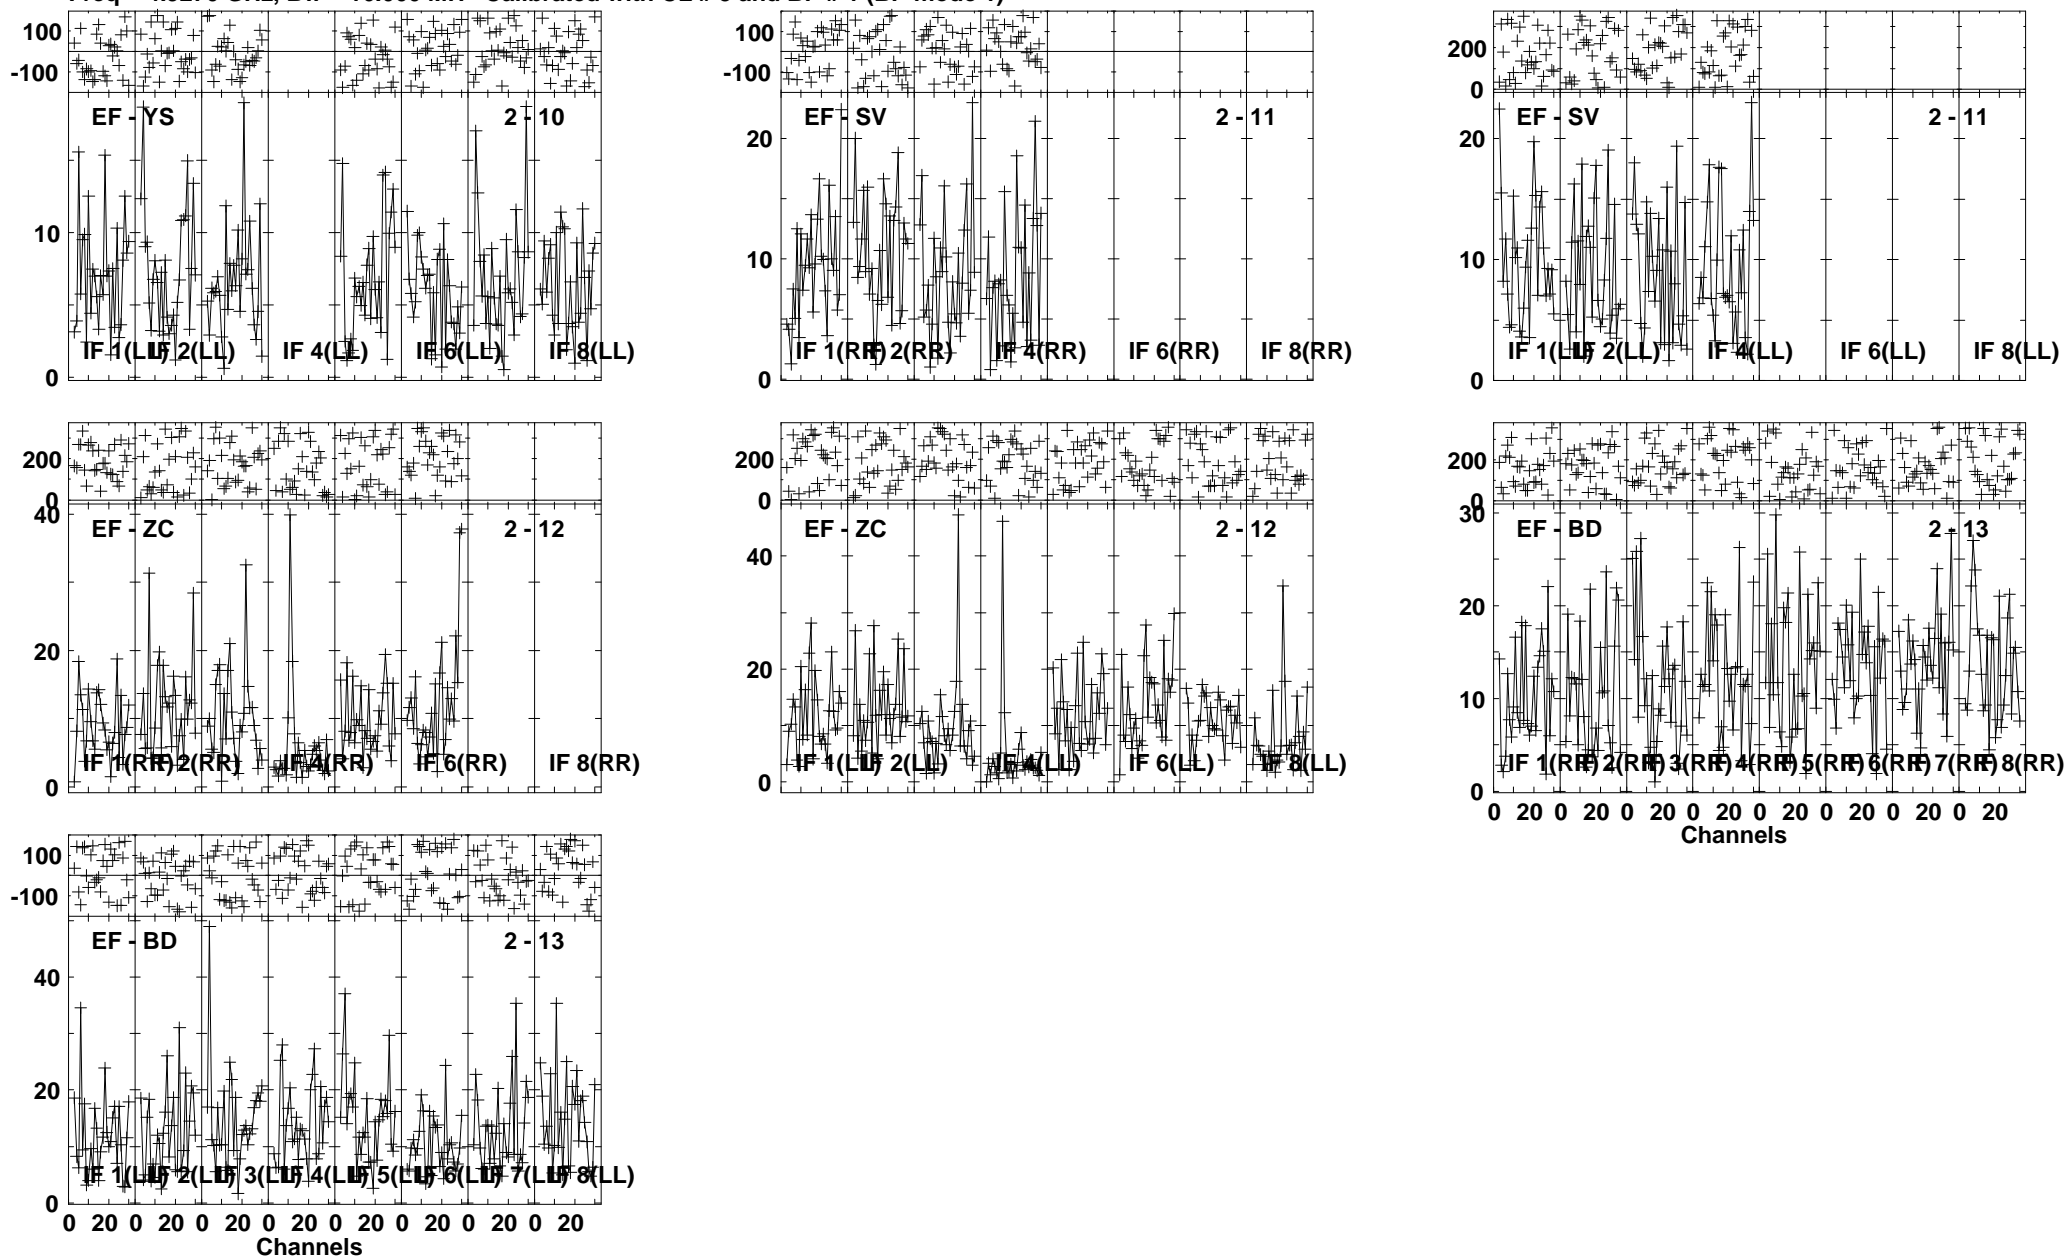 100
-100
EF - YS 2 - 10
10
0
IF 1(LL) IF 2(LL) IF 4(LL) IF 6(LL) IF 8(LL)
100
-100
EF - SV 2 - 11
20
10
0
IF 1(RR) IF 2(RR) IF 4(RR) IF 6(RR) IF 8(RR)
200
0
EF - SV 2 - 11
20
10
0
IF 1(LL) IF 2(LL) IF 4(LL) IF 6(LL) IF 8(LL)
200
0
40
EF - ZC 2 - 12
20
0
IF 1(RR) IF 2(RR) IF 4(RR) IF 6(RR) IF 8(RR)
200
0
EF - ZC 2 - 12
40
20
0
IF 1(LL) IF 2(LL) IF 4(LL) IF 6(LL) IF 8(LL)
200
0
30
EF - BD 2 - 13
20
10
0
IF 1(RR) IF 2(RR) IF 3(RR) IF 4(RR) IF 5(RR) IF 6(RR) IF 7(RR) IF 8(RR)
0 20 0 20 0 20 0 20 0 20 0 20 0 20 0 20
Channels
100
-100
EF - BD 2 - 13
40
20
0
IF 1(LL) IF 2(LL) IF 3(LL) IF 4(LL) IF 5(LL) IF 6(LL) IF 7(LL) IF 8(LL)
0 20 0 20 0 20 0 20 0 20 0 20 0 20 0 20
Channels